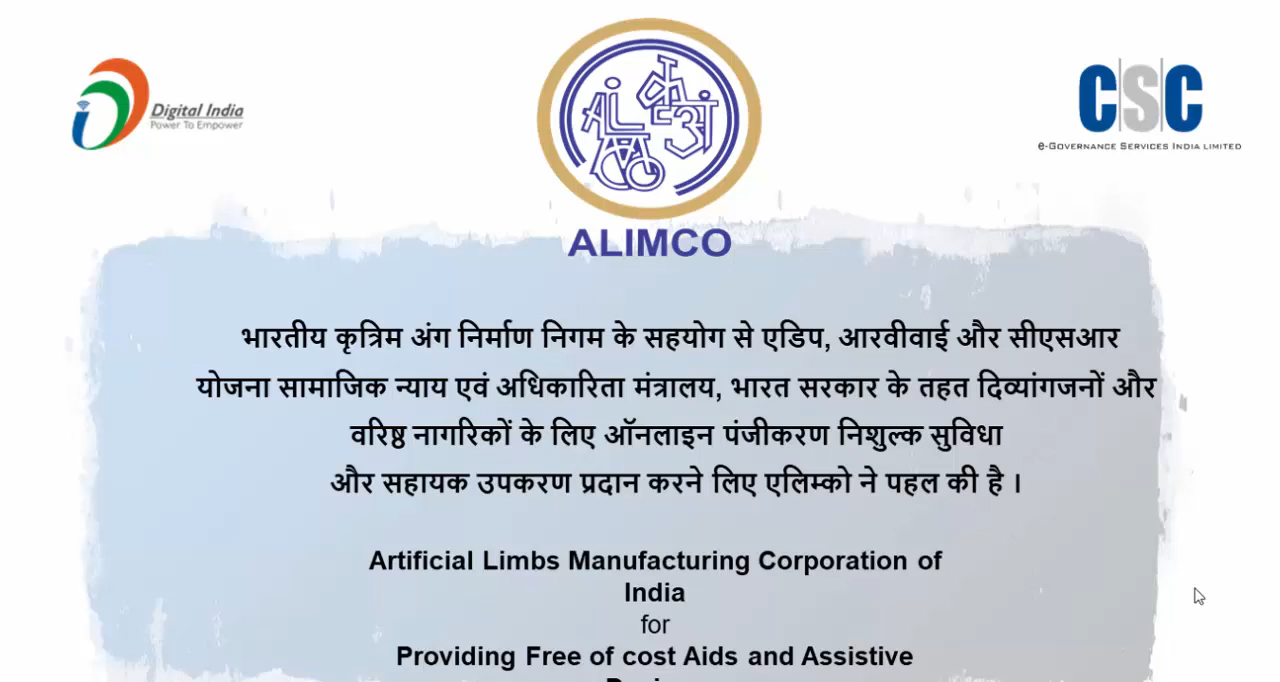 Digital India
Power To Empower
CSC
e-GOVERNANCE SERVICES INDIA LIMITED
ALIMCO
भारतीय कृत्रिम अंग निर्माण निगम के सहयोग से एडिप, आरवीवाई और सीएसआर
योजना सामाजिक न्याय एवं अधिकारिता मंत्रालय, भारत सरकार के तहत दिव्यांगजनों और
वरिष्ठ नागरिकों के लिए ऑनलाइन पंजीकरण निशुल्क सुविधा
और सहायक उपकरण प्रदान करने लिए एलिम्को ने पहल की है ।
Artificial Limbs Manufacturing Corporation of
India
for
Providing Free of cost Aids and Assistive